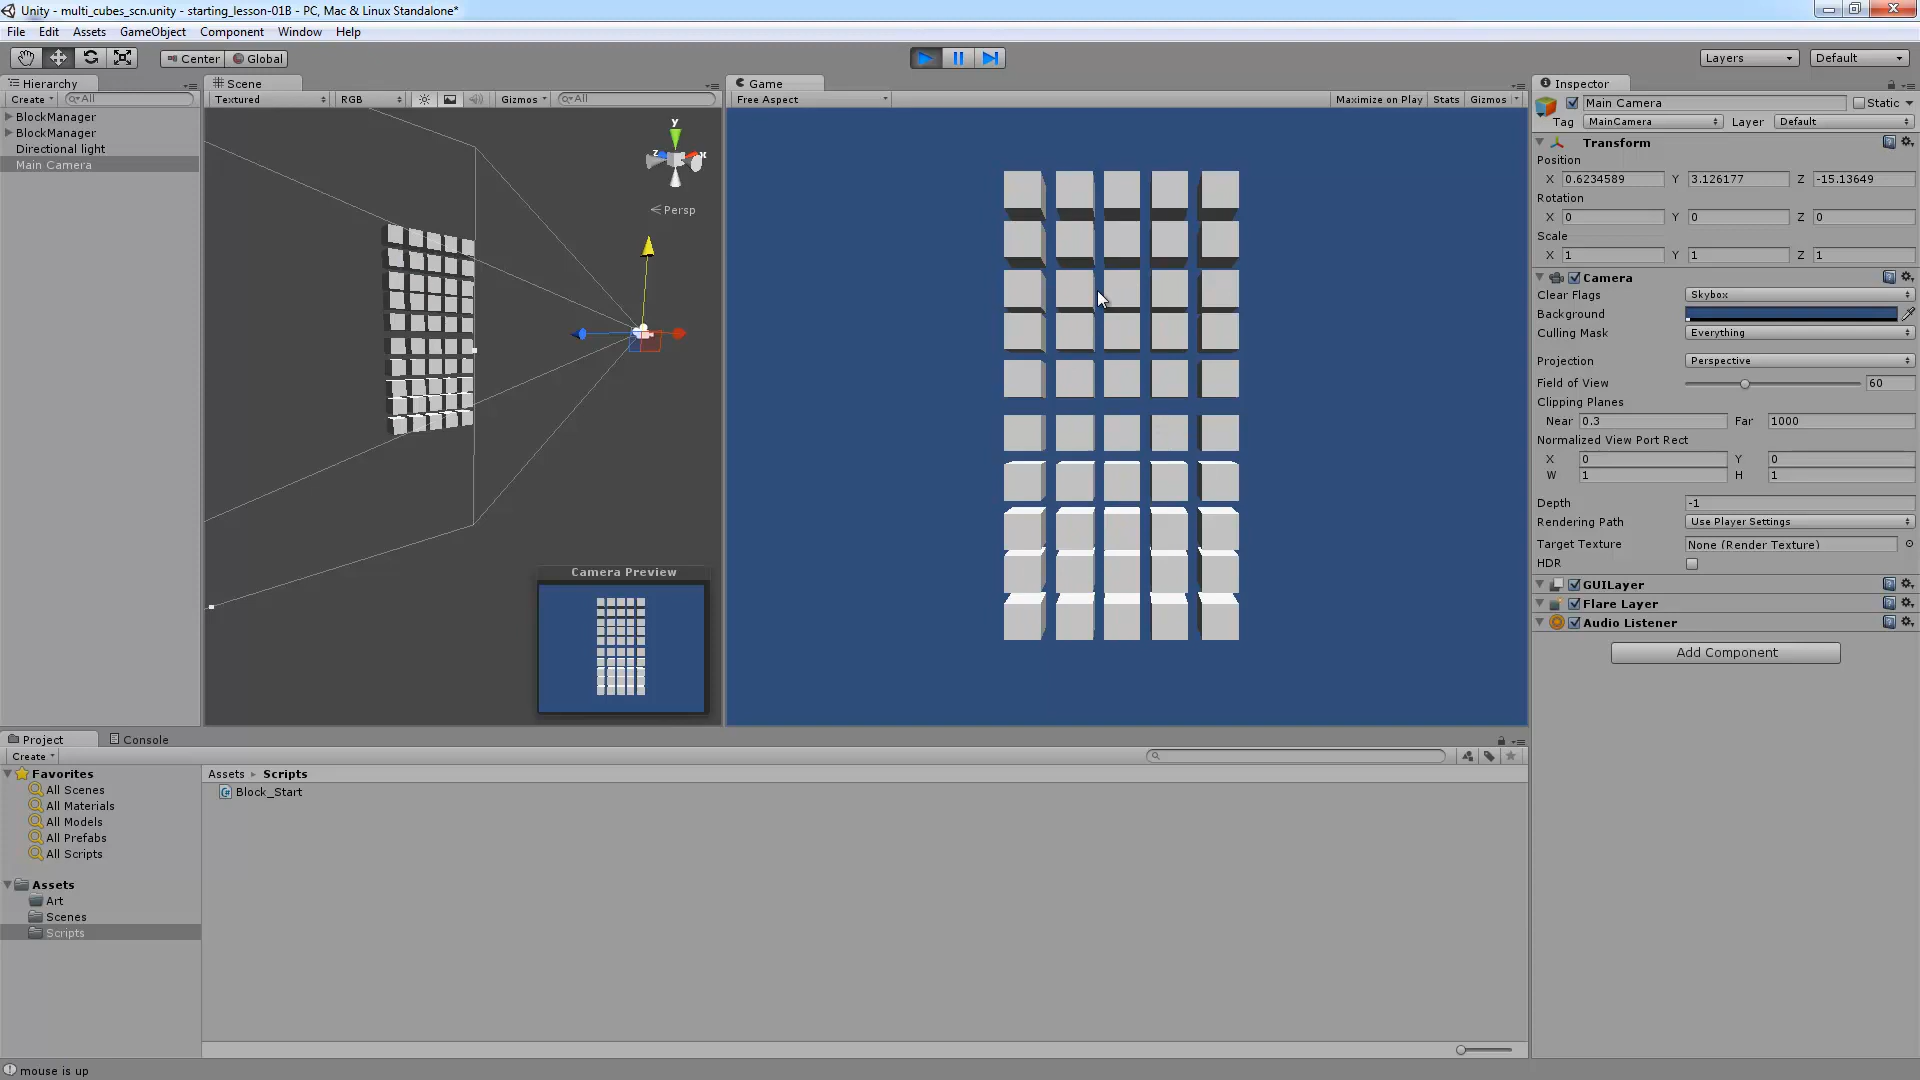 Unity - multi_cubes_scn.unity - starting_lesson-01B - PC, Mac & Linux Standalone*
File Edit Assets GameObject Component Window Help
Center Global Layers Default
Hierarchy
Create All
BlockManager
BlockManager
Directional light
Main Camera
Scene
Textured RGB Gizmos All
y
z x
Persp
Camera Preview
Game
Free Aspect Maximize on Play Stats Gizmos
Inspector
Main Camera Static
Tag MainCamera Layer Default
Transform
Position
X 0.6234589 Y 3.126177 Z -15.13649
Rotation
X 0 Y 0 Z 0
Scale
X 1 Y 1 Z 1
Camera
Clear Flags Skybox
Background
Culling Mask Everything
Projection Perspective
Field of View 60
Clipping Planes
Near 0.3 Far 1000
Normalized View Port Rect
X 0 Y 0
W 1 H 1
Depth -1
Rendering Path Use Player Settings
Target Texture None (Render Texture)
HDR
GUILayer
Flare Layer
Audio Listener
Add Component
Project Console
Create
Favorites
All Scenes
All Materials
All Models
All Prefabs
All Scripts
Assets
Art
Scenes
Scripts
Assets Scripts
Block_Start
mouse is up